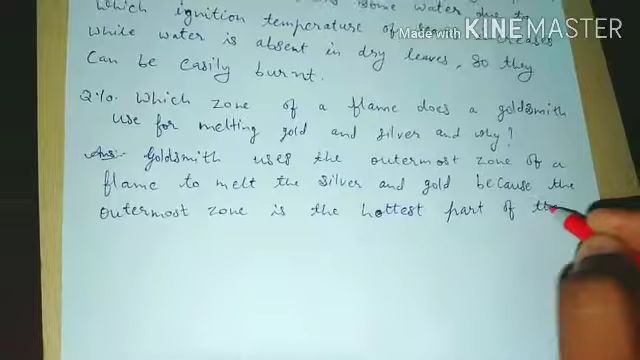 Which ignition temperature of
Made with KINEMASTER
while water is absent in dry leaves, so they
can be easily burnt.
Q.10. Which zone of a flame does a goldsmith
use for melting gold and silver and why?
Ans:- Goldsmith uses the outermost zone of a
flame to melt the silver and gold because the
outermost zone is the hottest part of the